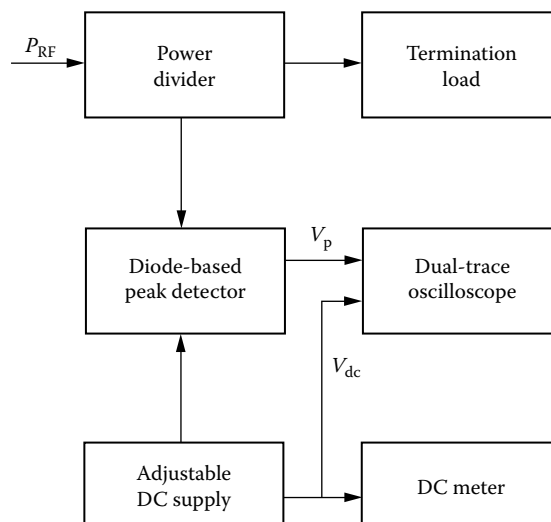 P_RF
Power
divider
Termination
load
V_p
Diode-based
peak detector
Dual-trace
oscilloscope
V_dc
Adjustable
DC supply
DC meter